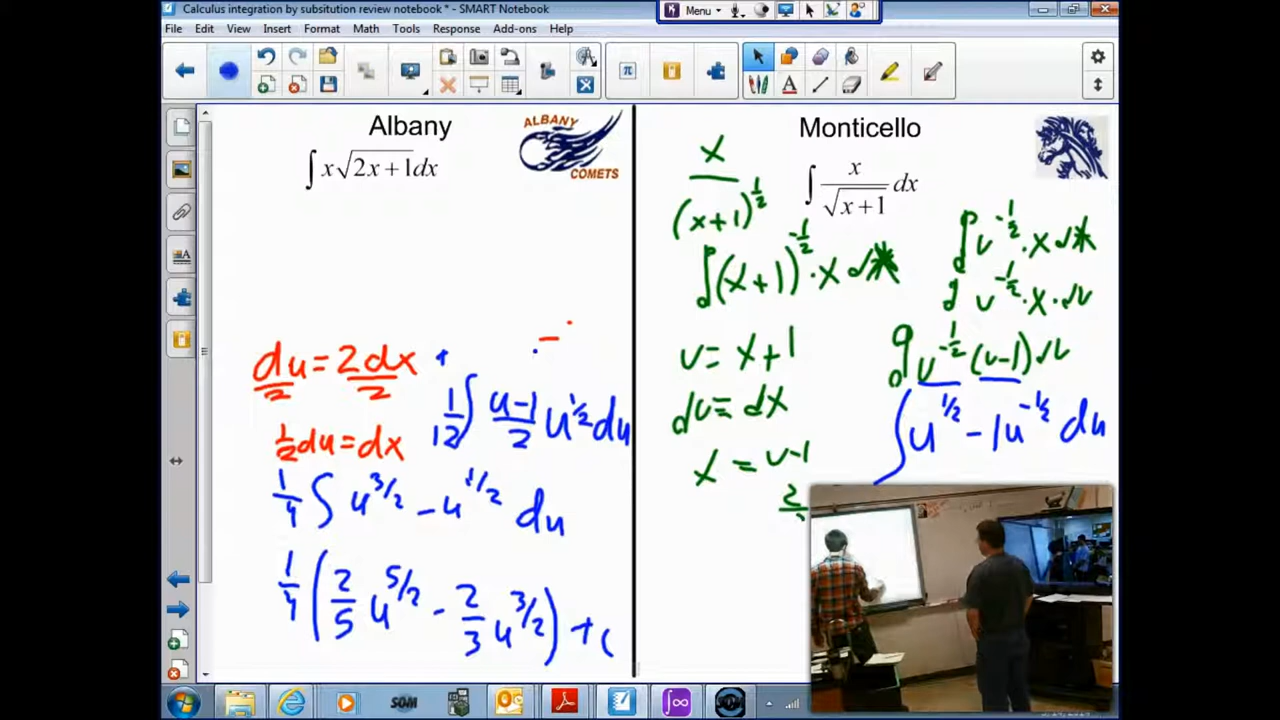 Calculus integration by subsitution review notebook * - SMART Notebook
Menu
File Edit View Insert Format Math Tools Response Add-ons Help
Albany
ALBANY
COMETS
∫ x√(2x+1) dx
du = 2dx
2 2
½du = dx
1/12 ∫ (u-1)/2 u^1/2 du
1/4 ∫ u^3/2 - u^1/2 du
1/4 (2/5 u^5/2 - 2/3 u^3/2) + C
Monticello
∫ x/√(x+1) dx
x/(x+1)^1/2
∫ (x+1)^-1/2 · x dx
u = x+1
du = dx
x = u-1
2
∫ u^-1/2 · x dx
∫ u^-1/2 · x · du
∫ u^-1/2 (u-1) du
∫ u^1/2 - 1u^-1/2 du
SOM